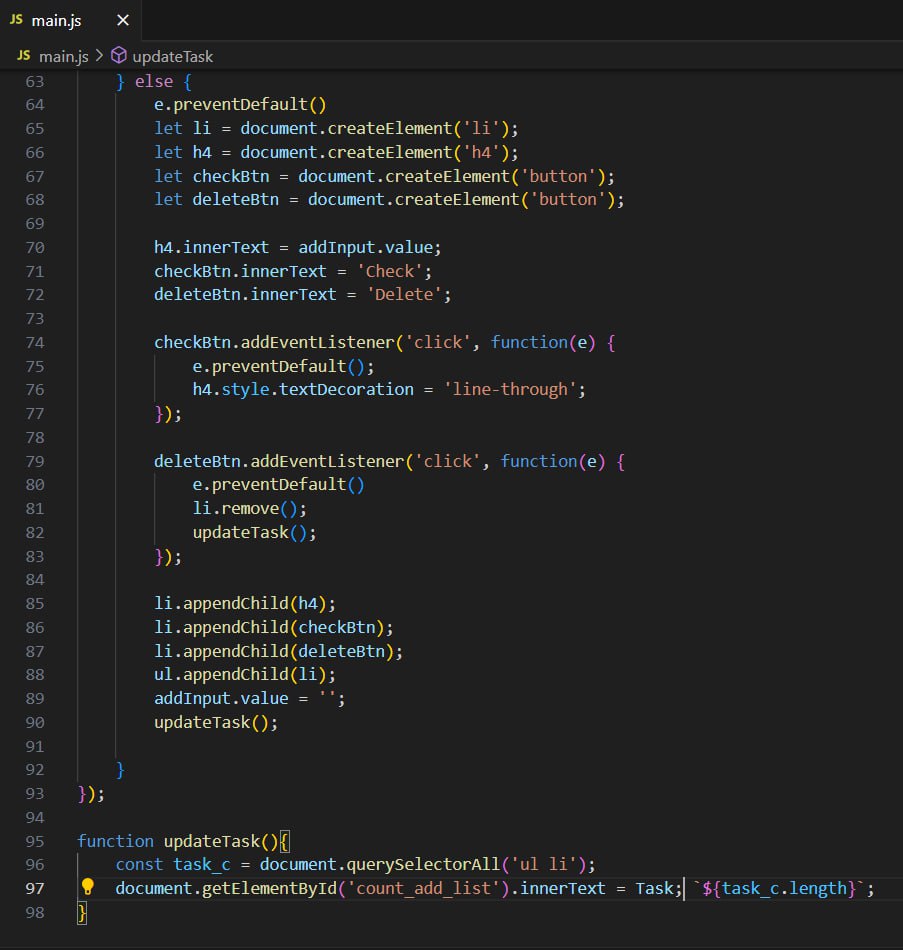 JS main.js ×
JS main.js > updateTask
63 } else {
64 e.preventDefault()
65 let li = document.createElement('li');
66 let h4 = document.createElement('h4');
67 let checkBtn = document.createElement('button');
68 let deleteBtn = document.createElement('button');
69
70 h4.innerText = addInput.value;
71 checkBtn.innerText = 'Check';
72 deleteBtn.innerText = 'Delete';
73
74 checkBtn.addEventListener('click', function(e) {
75 e.preventDefault();
76 h4.style.textDecoration = 'line-through';
77 });
78
79 deleteBtn.addEventListener('click', function(e) {
80 e.preventDefault()
81 li.remove();
82 updateTask();
83 });
84
85 li.appendChild(h4);
86 li.appendChild(checkBtn);
87 li.appendChild(deleteBtn);
88 ul.appendChild(li);
89 addInput.value = '';
90 updateTask();
91
92 }
93 });
94
95 function updateTask(){
96 const task_c = document.querySelectorAll('ul li');
97 document.getElementById('count_add_list').innerText = Task; `${task_c.length}`;
98 }